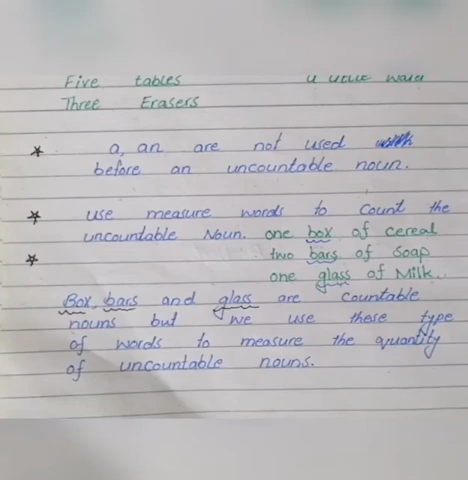 Five tables
Three Erasers
a, an are not used
before an uncountable noun.
use measure words to count the
uncountable Noun. one box of cereal
two bars of soap
one glass of Milk.
Box, bars and glass are countable
nouns but we use these type
of words to measure the quantity
of uncountable nouns.